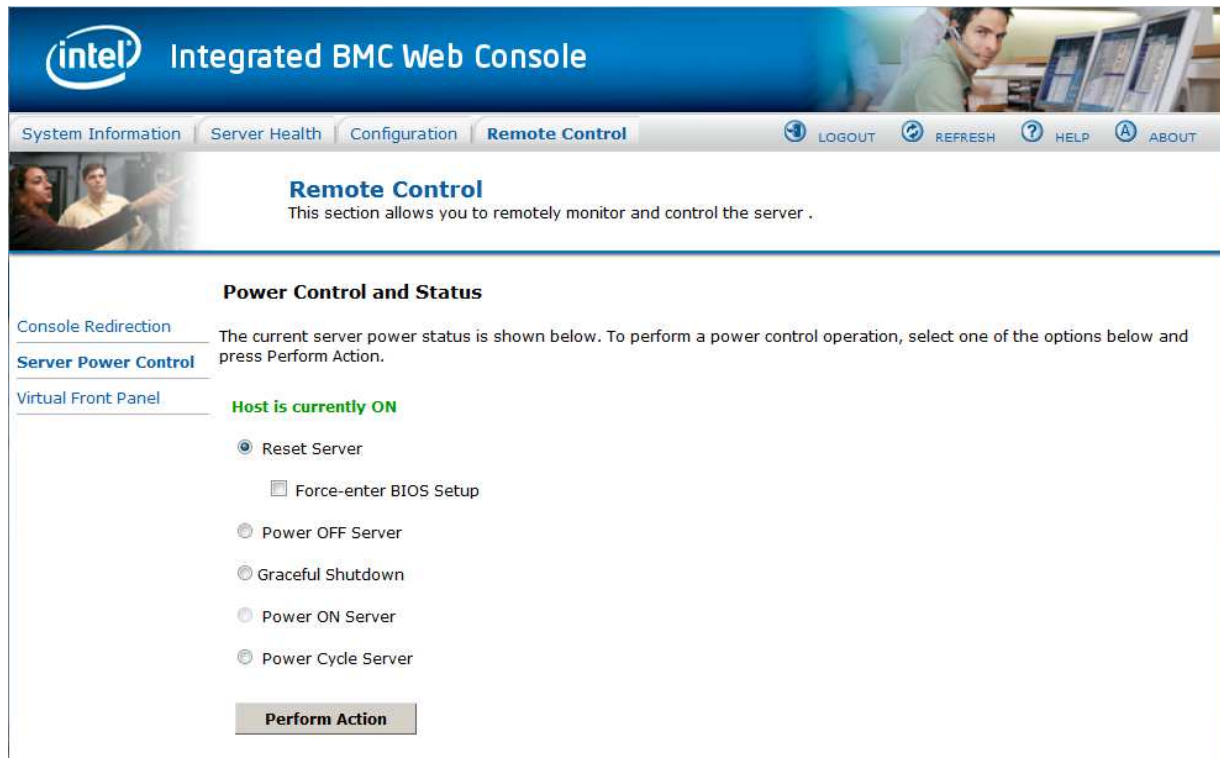 intel® Integrated BMC Web Console
System Information | Server Health | Configuration | Remote Control
LOGOUT REFRESH ? HELP A ABOUT
Remote Control
This section allows you to remotely monitor and control the server .
Power Control and Status
Console Redirection
Server Power Control
Virtual Front Panel
The current server power status is shown below. To perform a power control operation, select one of the options below and
press Perform Action.
Host is currently ON
Reset Server
Force-enter BIOS Setup
Power OFF Server
Graceful Shutdown
Power ON Server
Power Cycle Server
Perform Action